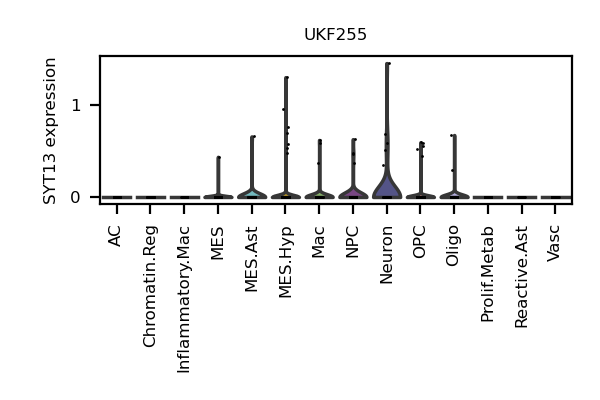 UKF255
SYT13 expression
1
0
AC
Chromatin.Reg
Inflammatory.Mac
MES
MES.Ast
MES.Hyp
Mac
NPC
Neuron
OPC
Oligo
Prolif.Metab
Reactive.Ast
Vasc